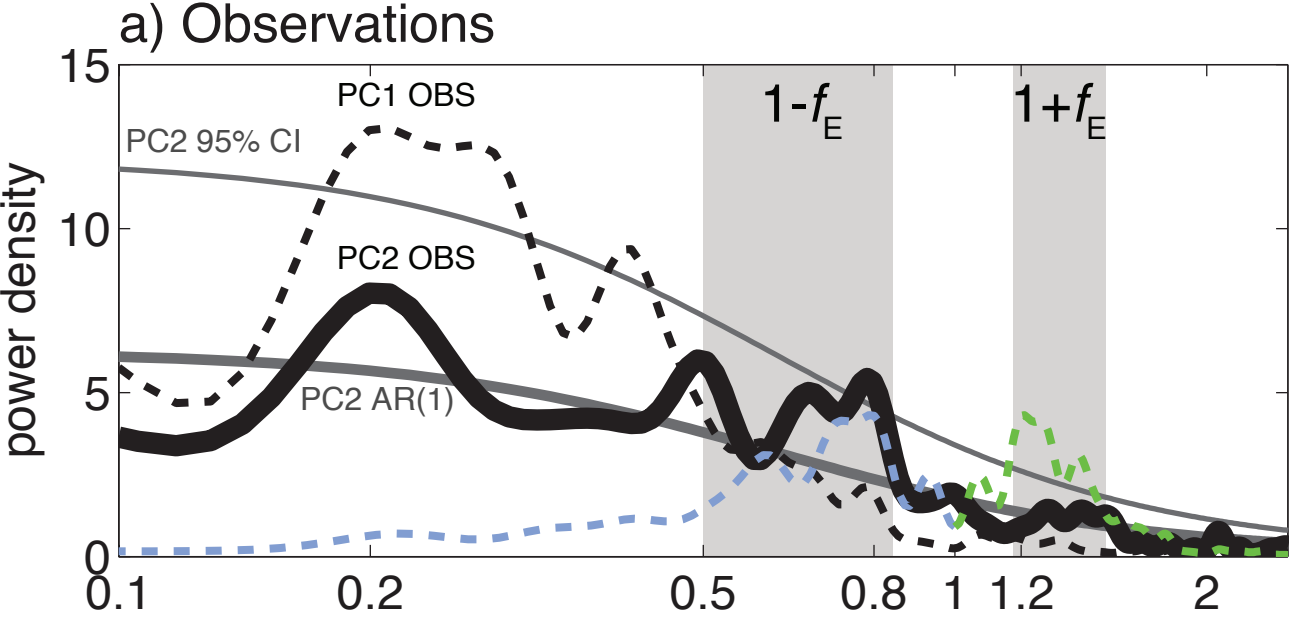 a) Observations
15
PC1 OBS
1-fE
1+fE
PC2 95% CI
10
PC2 OBS
power density
5
PC2 AR(1)
0
0.1
0.2
0.5
0.8
1
1.2
2